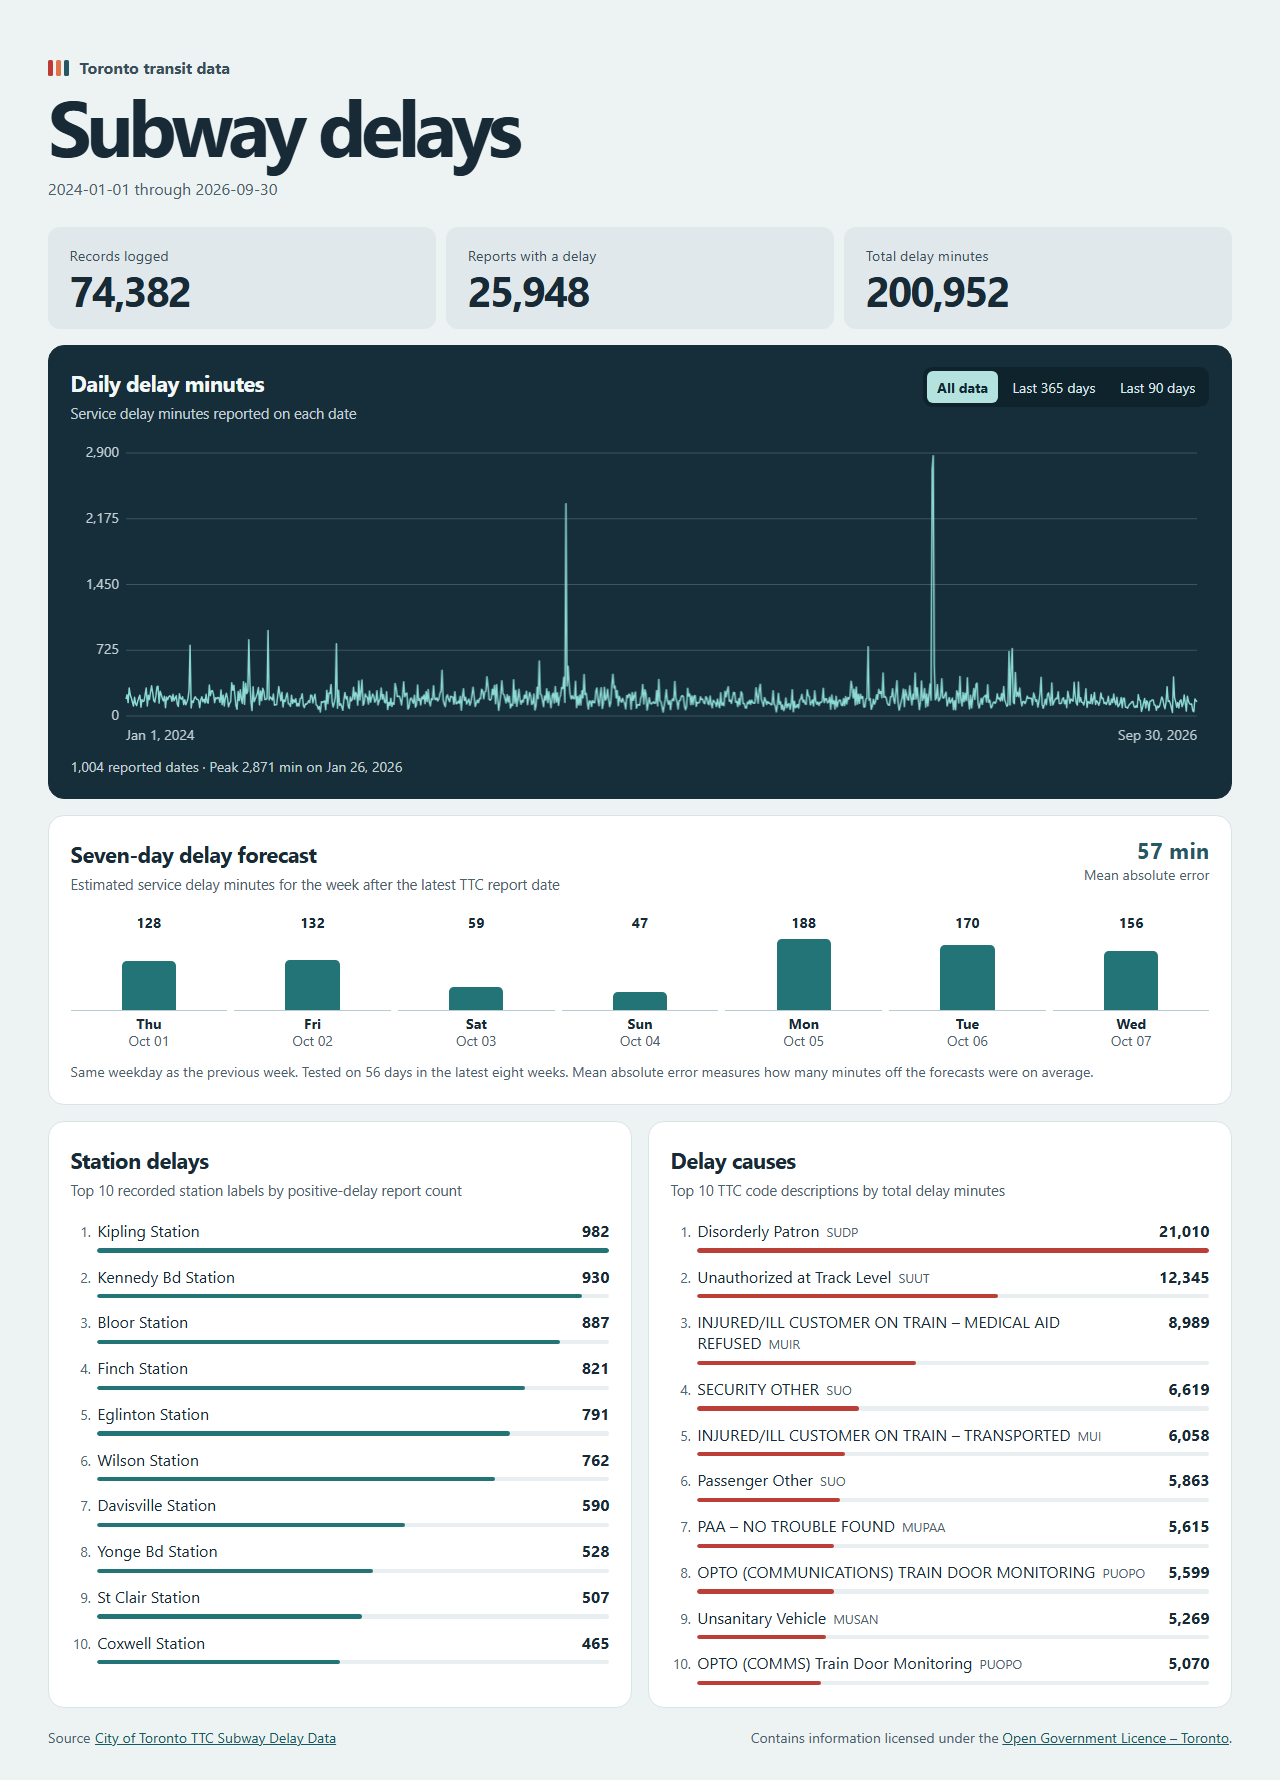 Toronto transit data
Subway delays
2024-01-01 through 2026-09-30
Records logged
74,382
Reports with a delay
25,948
Total delay minutes
200,952
Daily delay minutes
Service delay minutes reported on each date
All data
Last 365 days
Last 90 days
2,900
2,175
1,450
725
0
Jan 1, 2024
Sep 30, 2026
1,004 reported dates · Peak 2,871 min on Jan 26, 2026
Seven-day delay forecast
Estimated service delay minutes for the week after the latest TTC report date
57 min
Mean absolute error
128
132
59
47
188
170
156
Thu
Oct 01
Fri
Oct 02
Sat
Oct 03
Sun
Oct 04
Mon
Oct 05
Tue
Oct 06
Wed
Oct 07
Same weekday as the previous week. Tested on 56 days in the latest eight weeks. Mean absolute error measures how many minutes off the forecasts were on average.
Station delays
Top 10 recorded station labels by positive-delay report count
1. Kipling Station 982
2. Kennedy Bd Station 930
3. Bloor Station 887
4. Finch Station 821
5. Eglinton Station 791
6. Wilson Station 762
7. Davisville Station 590
8. Yonge Bd Station 528
9. St Clair Station 507
10. Coxwell Station 465
Delay causes
Top 10 TTC code descriptions by total delay minutes
1. Disorderly Patron SUDP 21,010
2. Unauthorized at Track Level SUUT 12,345
3. INJURED/ILL CUSTOMER ON TRAIN – MEDICAL AID 8,989
REFUSED MUIR
4. SECURITY OTHER SUO 6,619
5. INJURED/ILL CUSTOMER ON TRAIN – TRANSPORTED MUI 6,058
6. Passenger Other SUO 5,863
7. PAA – NO TROUBLE FOUND MUPAA 5,615
8. OPTO (COMMUNICATIONS) TRAIN DOOR MONITORING PUOPO 5,599
9. Unsanitary Vehicle MUSAN 5,269
10. OPTO (COMMS) Train Door Monitoring PUOPO 5,070
Source City of Toronto TTC Subway Delay Data
Contains information licensed under the Open Government Licence – Toronto.